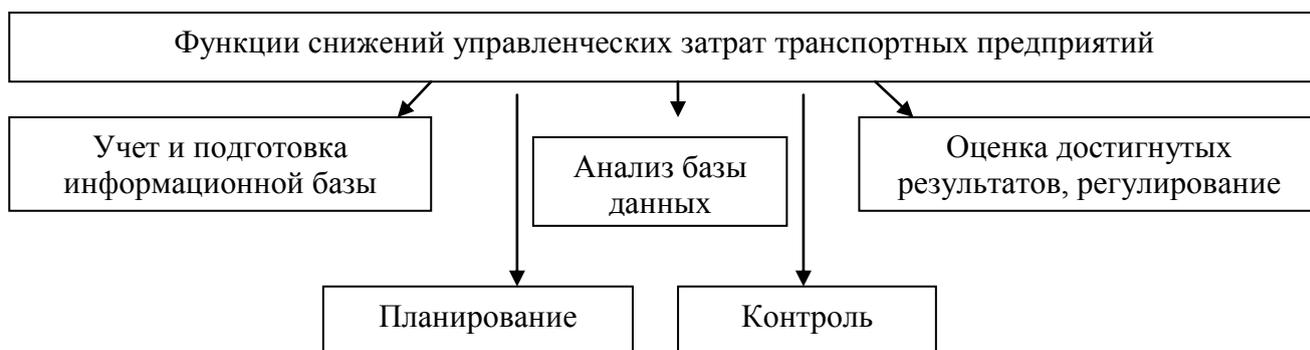 Функции снижений управленческих затрат транспортных предприятий
Учет и подготовка
информационной базы
Анализ базы
данных
Оценка достигнутых
результатов, регулирование
Планирование
Контроль